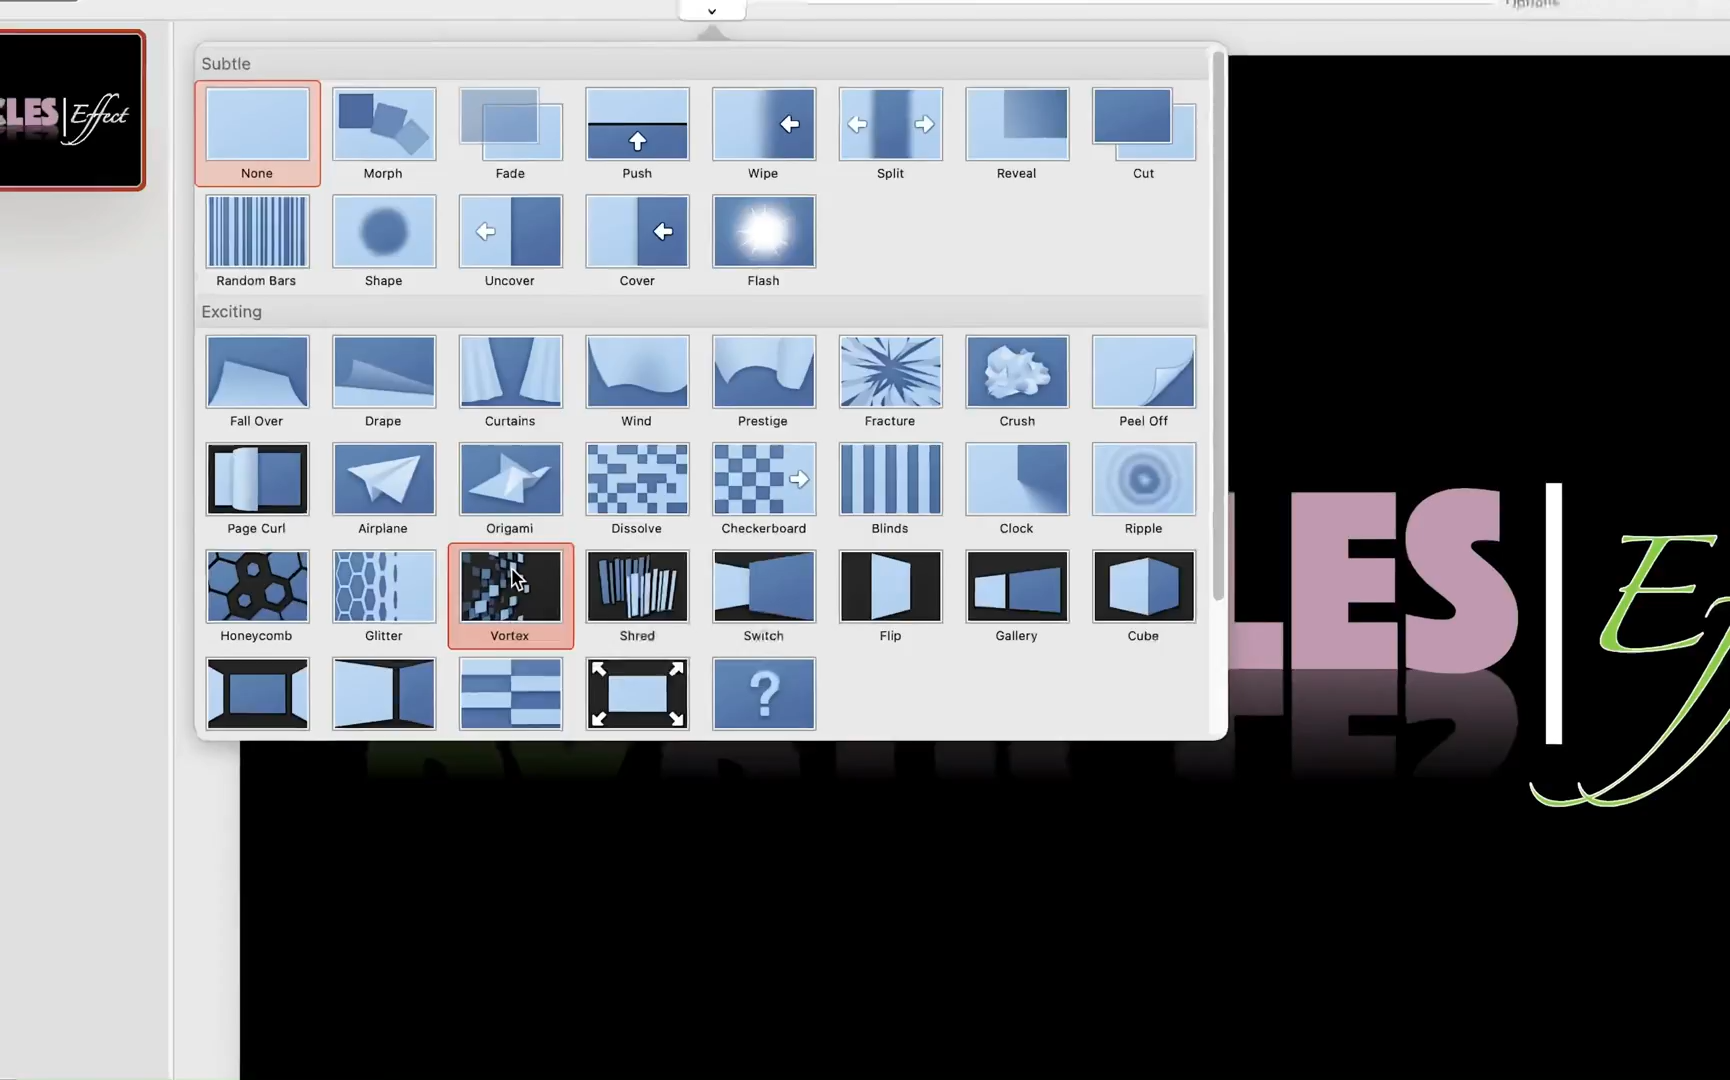 Options
CLES Effect
Subtle
None
Morph
Fade
Push
Wipe
Split
Reveal
Cut
Random Bars
Shape
Uncover
Cover
Flash
Exciting
Fall Over
Drape
Curtains
Wind
Prestige
Fracture
Crush
Peel Off
Page Curl
Airplane
Origami
Dissolve
Checkerboard
Blinds
Clock
Ripple
Honeycomb
Glitter
Vortex
Shred
Switch
Flip
Gallery
Cube
?
LES